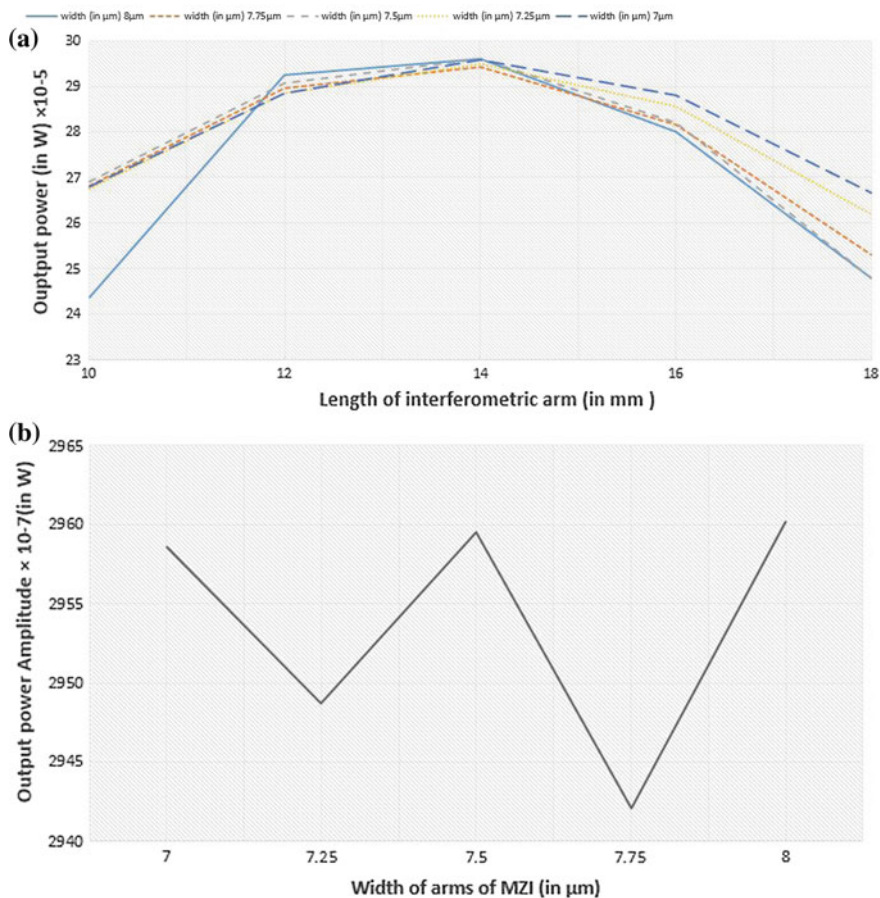 width (in µm) 8µm width (in µm) 7.75µm width (in µm) 7.5µm width (in µm) 7.25µm width (in µm) 7µm
(a)
30
29
28
27
26
25
24
23
Ouptput power (in W) ×10-5
10 12 14 16 18
Length of interferometric arm (in mm )
(b)
2965
2960
2955
2950
2945
2940
Output power Amplitude × 10-7(in W)
7 7.25 7.5 7.75 8
Width of arms of MZI (in µm)